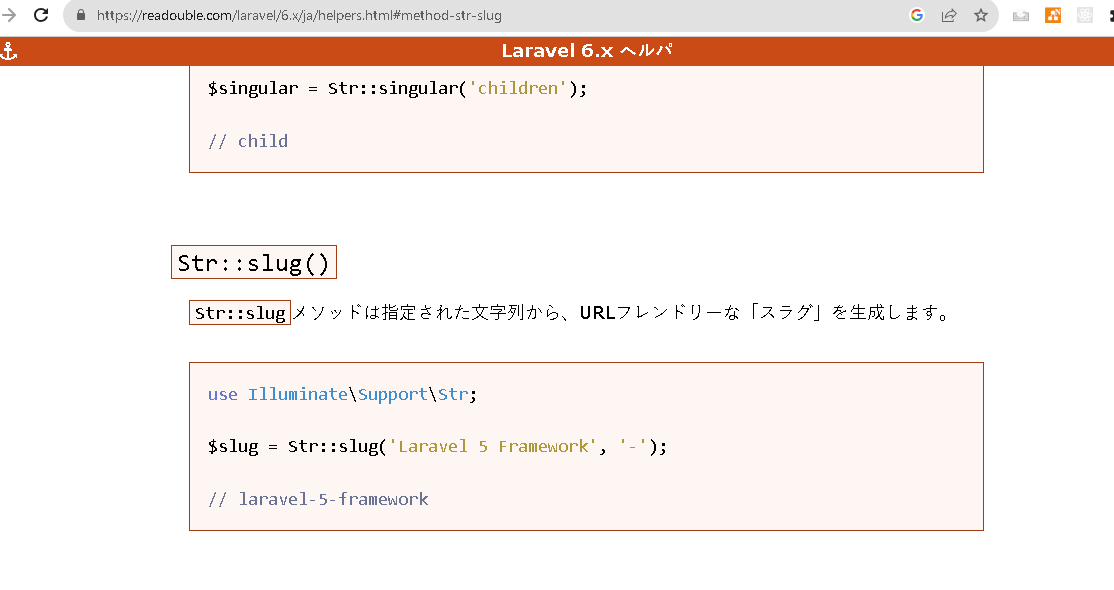 https://readouble.com/laravel/6.x/ja/helpers.html#method-str-slug
Laravel 6.x ヘルパ
$singular = Str::singular('children');
// child
Str::slug()
Str::slugメソッドは指定された文字列から、URLフレンドリーな「スラグ」を生成します。
use Illuminate\Support\Str;
$slug = Str::slug('Laravel 5 Framework', '-');
// laravel-5-framework